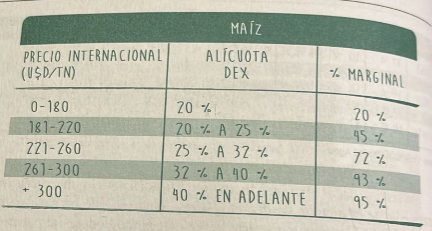 MAÍZ
PRECIO INTERNACIONAL (U$D/TN) ALÍCUOTA DEX % MARGINAL
0-180 20 % 20 %
181-220 20 % A 25 % 45 %
221-260 25 % A 32 % 72 %
261-300 32 % A 40 % 93 %
+ 300 40 % EN ADELANTE 95 %